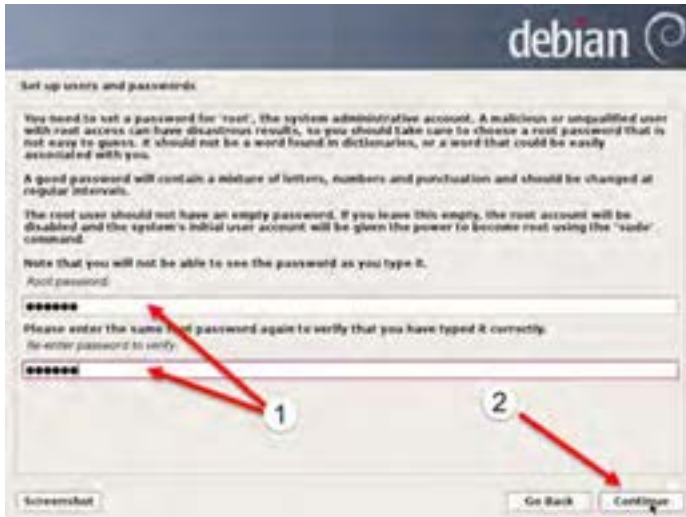 debian
Set up users and passwords
You need to set a password for 'root', the system administrative account. A malicious or unqualified user
with root access can have disastrous results, so you should take care to choose a root password that is
not easy to guess. It should not be a word found in dictionaries, or a word that could be easily
associated with you.
A good password will contain a mixture of letters, numbers and punctuation and should be changed at
regular intervals.
The root user should not have an empty password. If you leave this empty, the root account will be
disabled and the system's initial user account will be given the power to become root using the "sudo"
command.
Note that you will not be able to see the password as you type it.
Root password:
●●●●●●
Please enter the same root password again to verify that you have typed it correctly.
Re-enter password to verify:
●●●●●●
1
2
Screenshot
Go Back
Continue